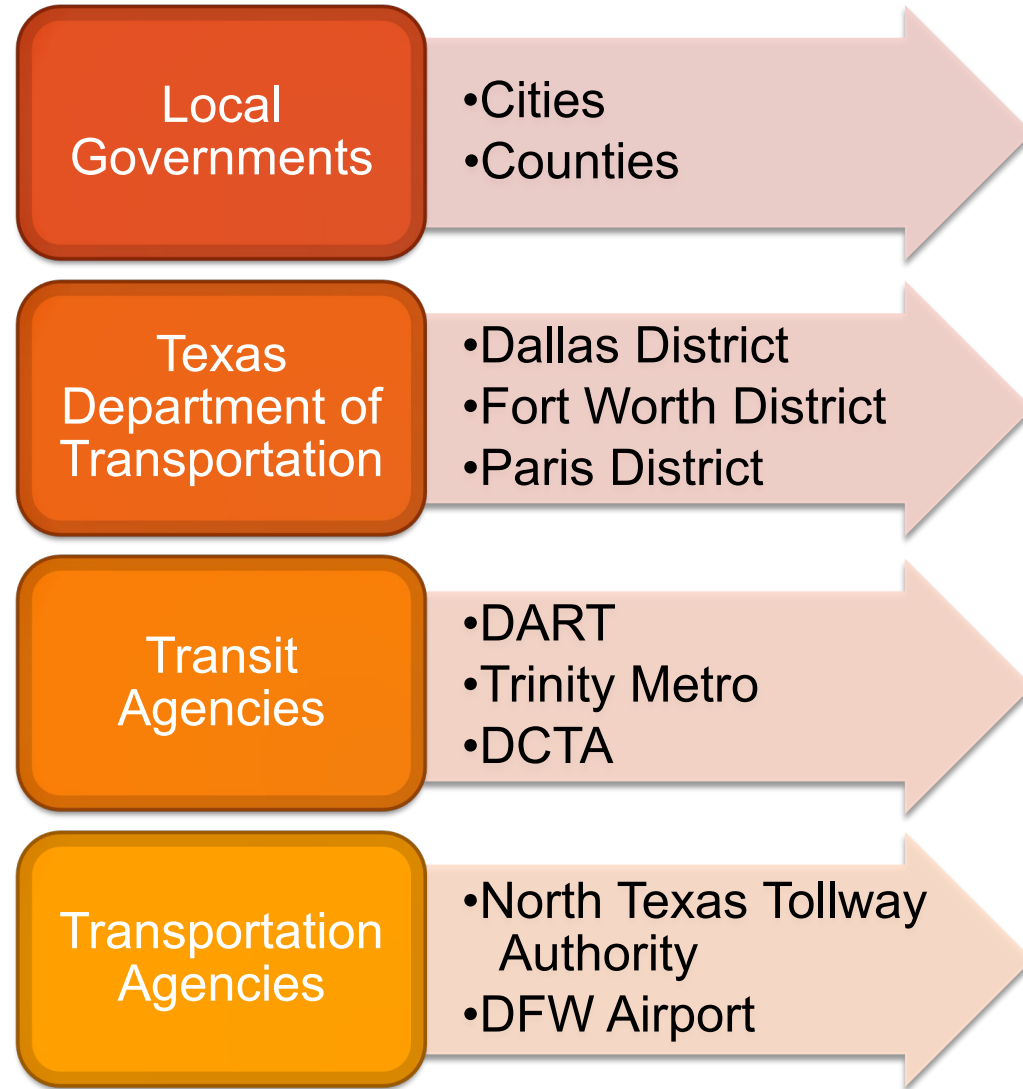 Local
Governments
•Cities
•Counties
Texas
Department of
Transportation
•Dallas District
•Fort Worth District
•Paris District
Transit
Agencies
•DART
•Trinity Metro
•DCTA
Transportation
Agencies
•North Texas Tollway
Authority
•DFW Airport